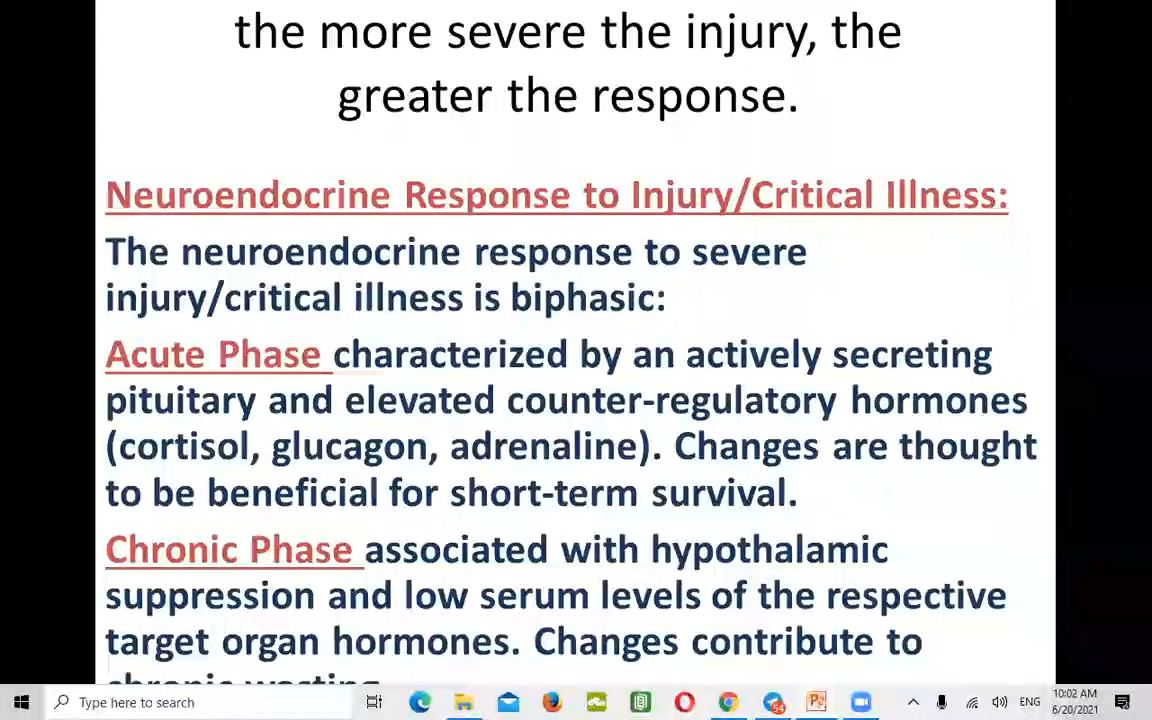 the more severe the injury, the
greater the response.
Neuroendocrine Response to Injury/Critical Illness:
The neuroendocrine response to severe
injury/critical illness is biphasic:
Acute Phase characterized by an actively secreting
pituitary and elevated counter-regulatory hormones
(cortisol, glucagon, adrenaline). Changes are thought
to be beneficial for short-term survival.
Chronic Phase associated with hypothalamic
suppression and low serum levels of the respective
target organ hormones. Changes contribute to
chronic wasting.
Type here to search
54
ENG
10:02 AM
6/20/2021